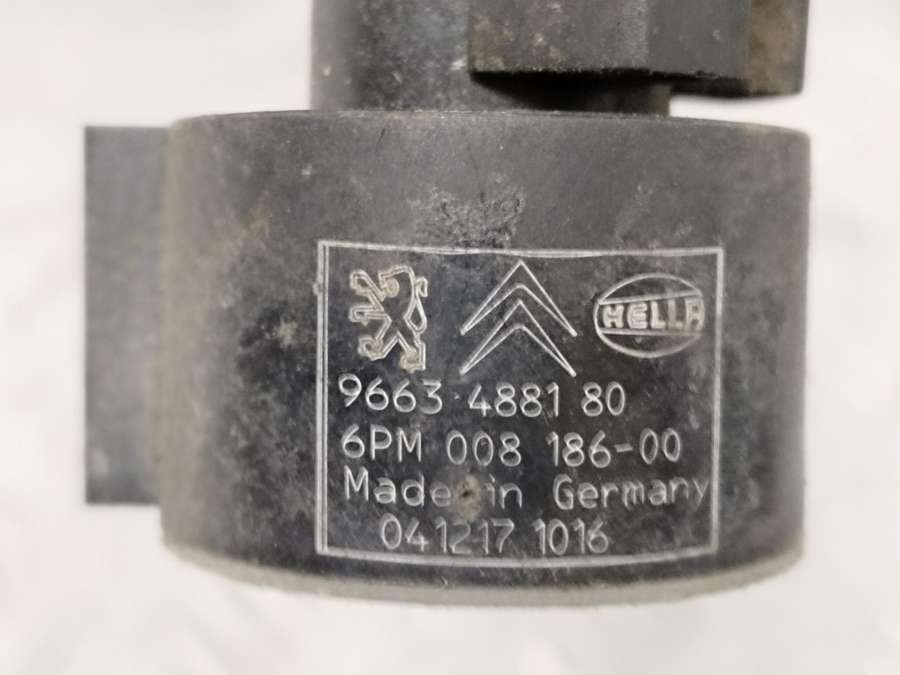 HELLA
9663 4881 80
6PM 008 186-00
Made in Germany
041217 1016